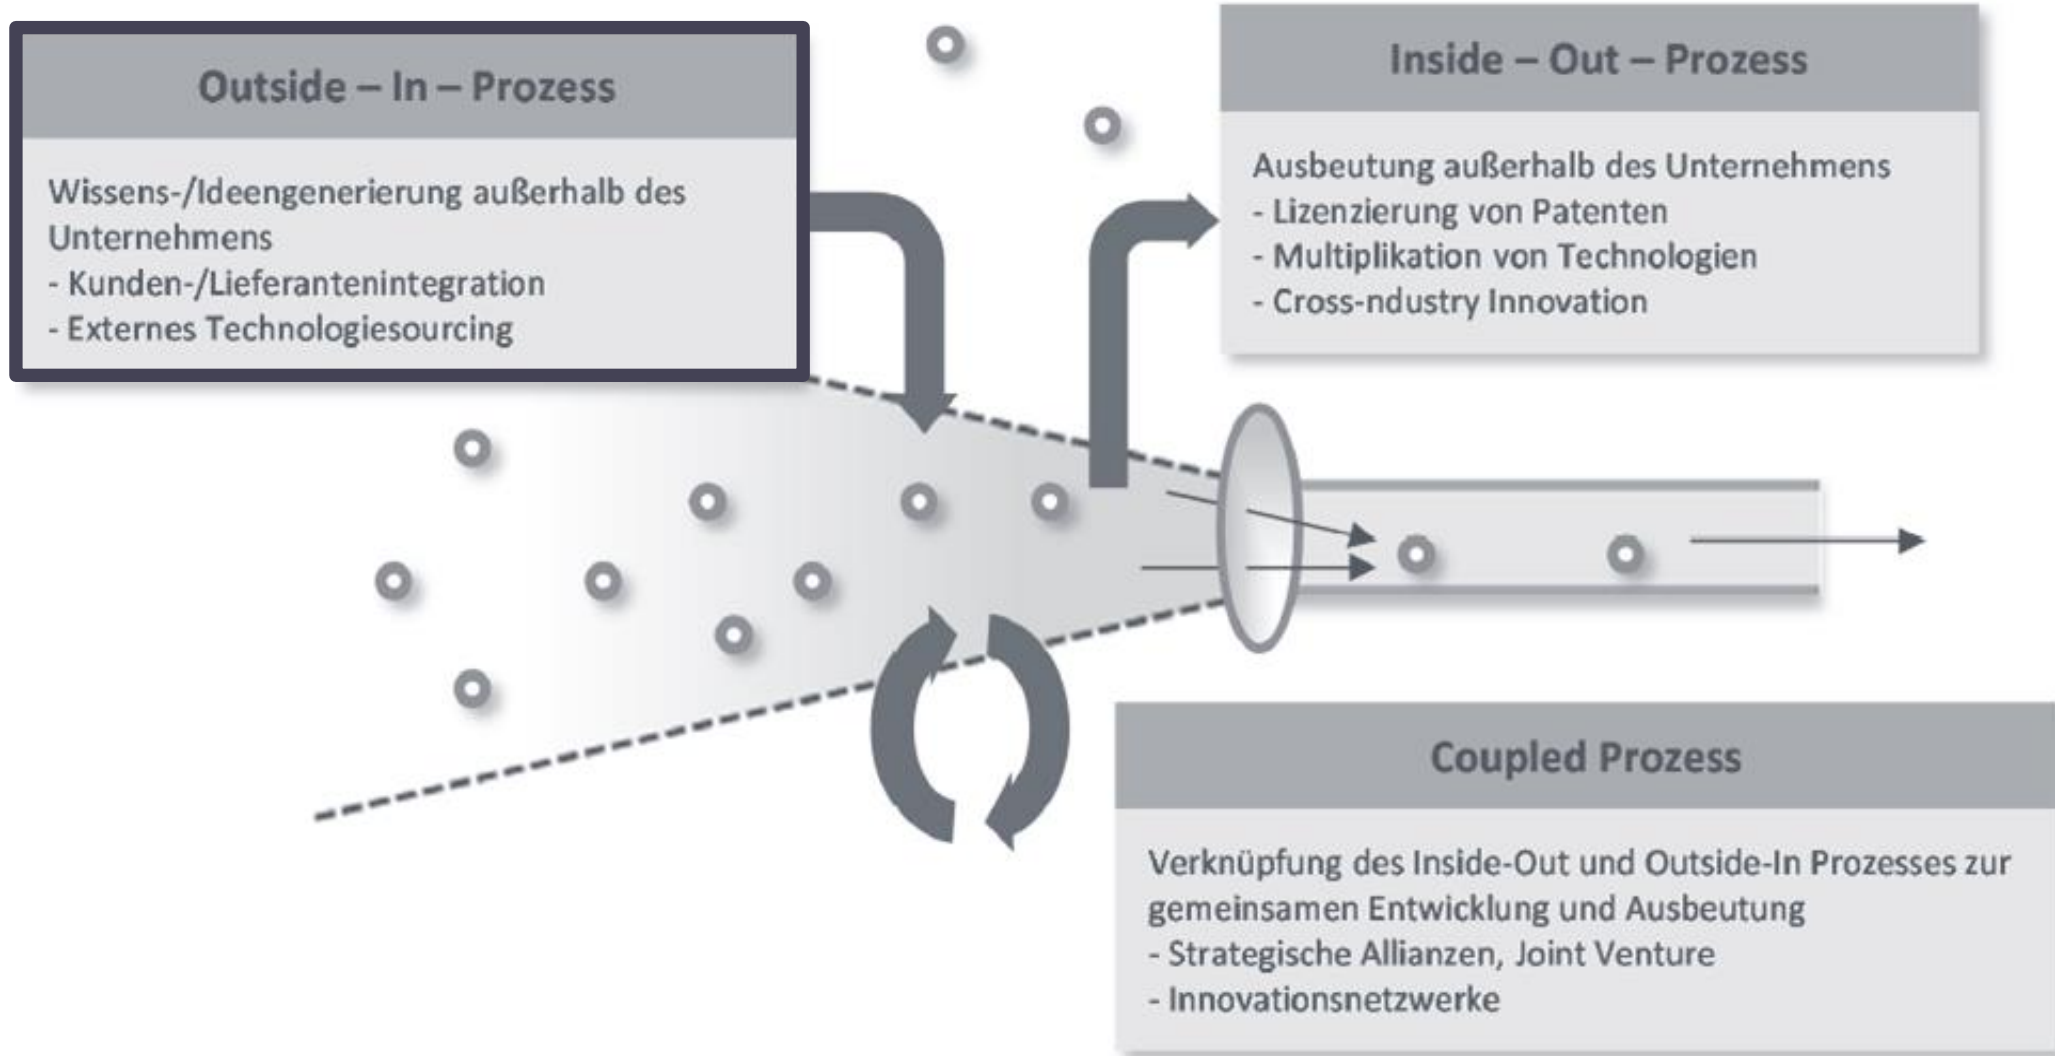 Outside – In – Prozess
Wissens-/Ideengenerierung außerhalb des
Unternehmens
- Kunden-/Lieferantenintegration
- Externes Technologiesourcing
Inside – Out – Prozess
Ausbeutung außerhalb des Unternehmens
- Lizenzierung von Patenten
- Multiplikation von Technologien
- Cross-ndustry Innovation
Coupled Prozess
Verknüpfung des Inside-Out und Outside-In Prozesses zur
gemeinsamen Entwicklung und Ausbeutung
- Strategische Allianzen, Joint Venture
- Innovationsnetzwerke